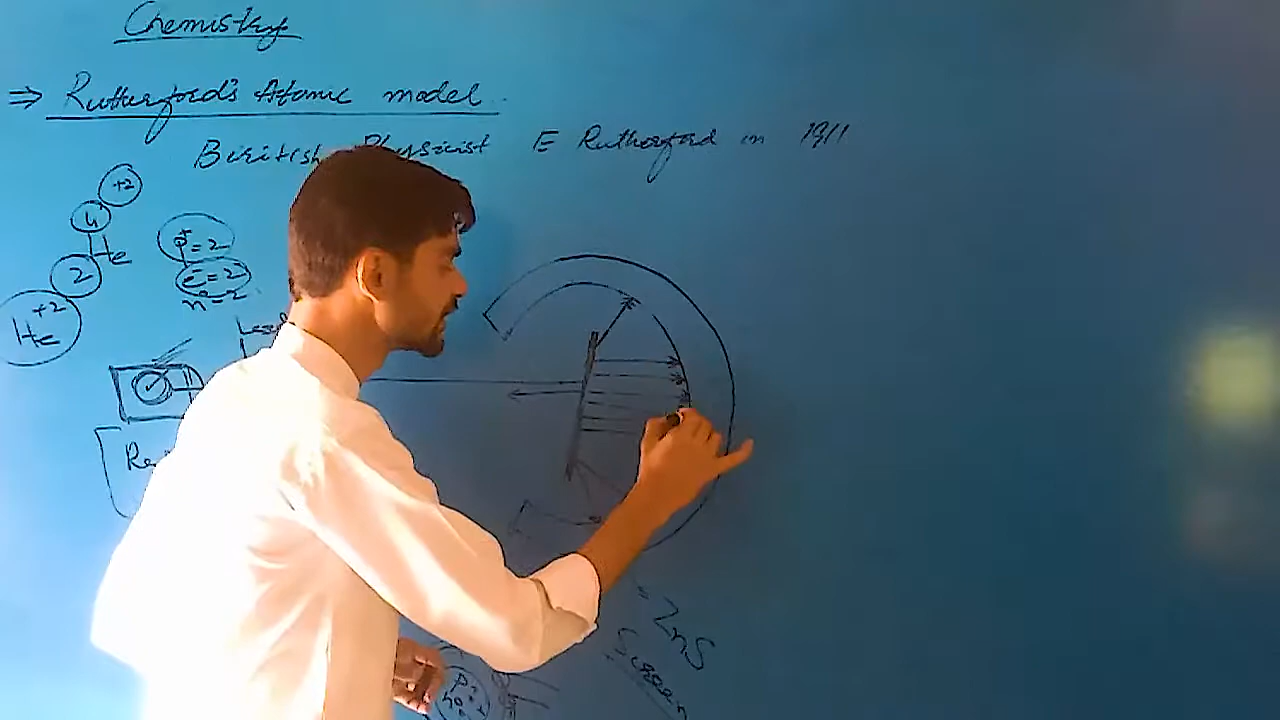 Chemistry
⇒ Rutherford's Atomic model.
British Physicist E Rutherford in 1911
+2
4
He
2
He+2
p+ = 2
e- = 2
n = 2
= ZnS
Screen